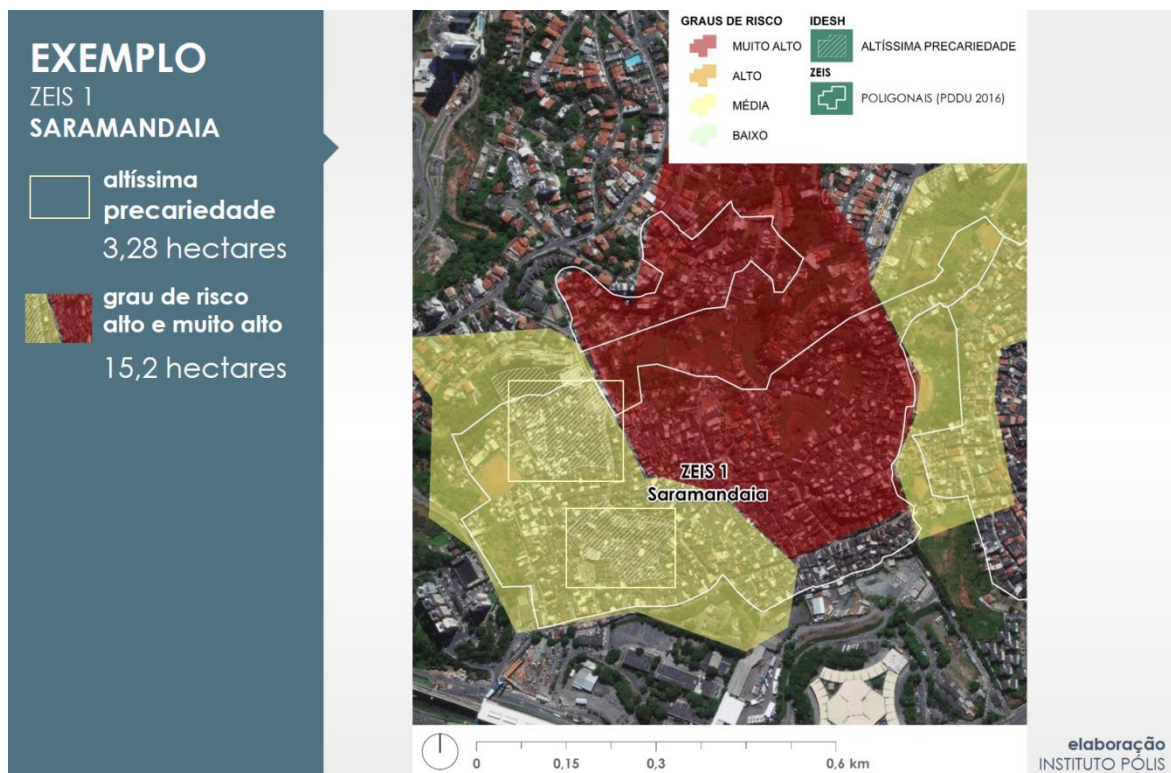 EXEMPLO
ZEIS 1
SARAMANDAIA
altíssima
precariedade
3,28 hectares
grau de risco
alto e muito alto
15,2 hectares
GRAUS DE RISCO
MUITO ALTO
ALTO
MÉDIA
BAIXO
IDESH
ALTÍSSIMA PRECARIEDADE
ZEIS
POLIGONAIS (PDDU 2016)
ZEIS 1
Saramandaia
0 0,15 0,3 0,6 km
elaboração
INSTITUTO PÓLIS